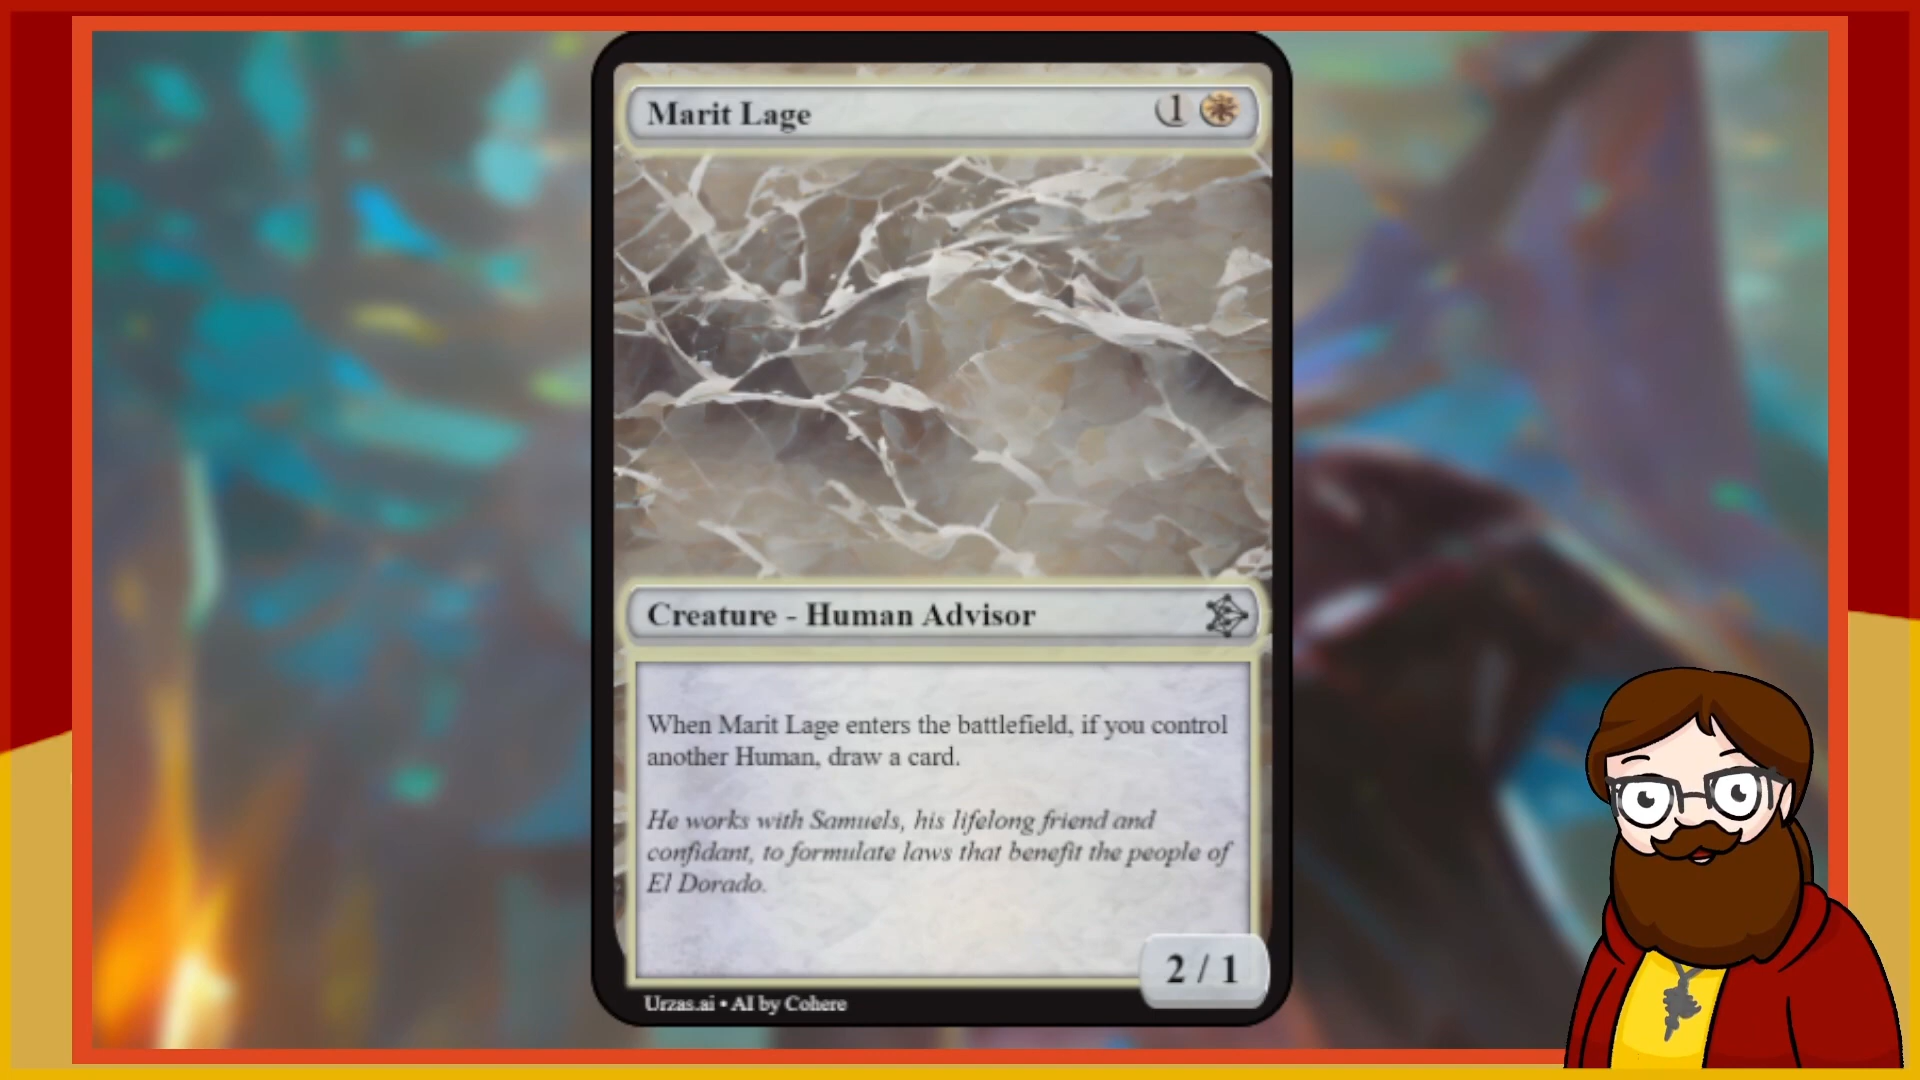 Marit Lage 1
Creature - Human Advisor
When Marit Lage enters the battlefield, if you control
another Human, draw a card.
He works with Samuels, his lifelong friend and
confidant, to formulate laws that benefit the people of
El Dorado.
2 / 1
Urzas.ai • AI by Cohere